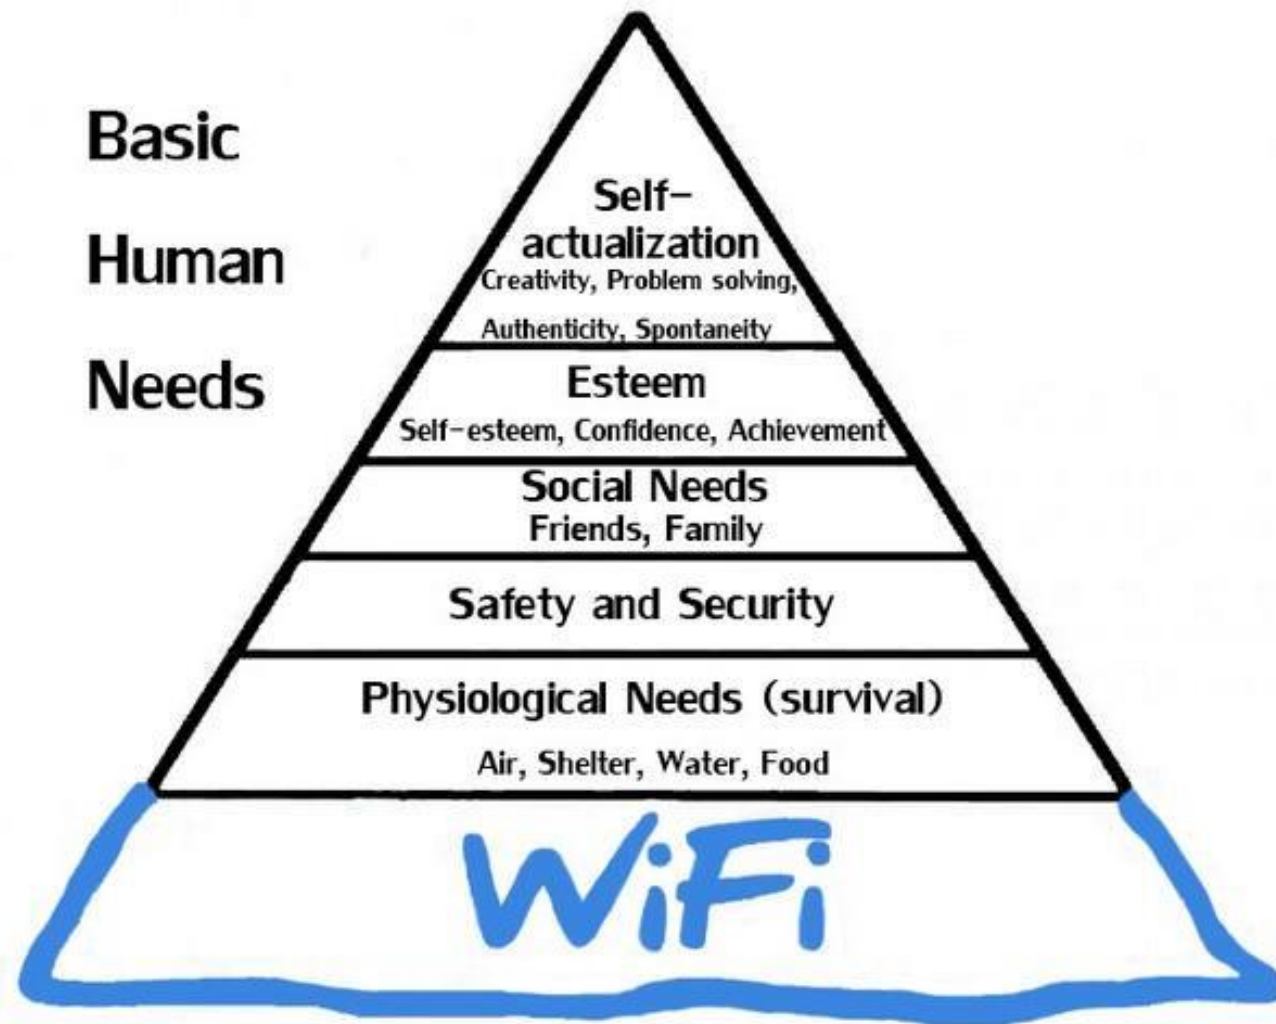 Basic
Human
Needs
Self-
actualization
Creativity, Problem solving,
Authenticity, Spontaneity
Esteem
Self-esteem, Confidence, Achievement
Social Needs
Friends, Family
Safety and Security
Physiological Needs (survival)
Air, Shelter, Water, Food
WiFi